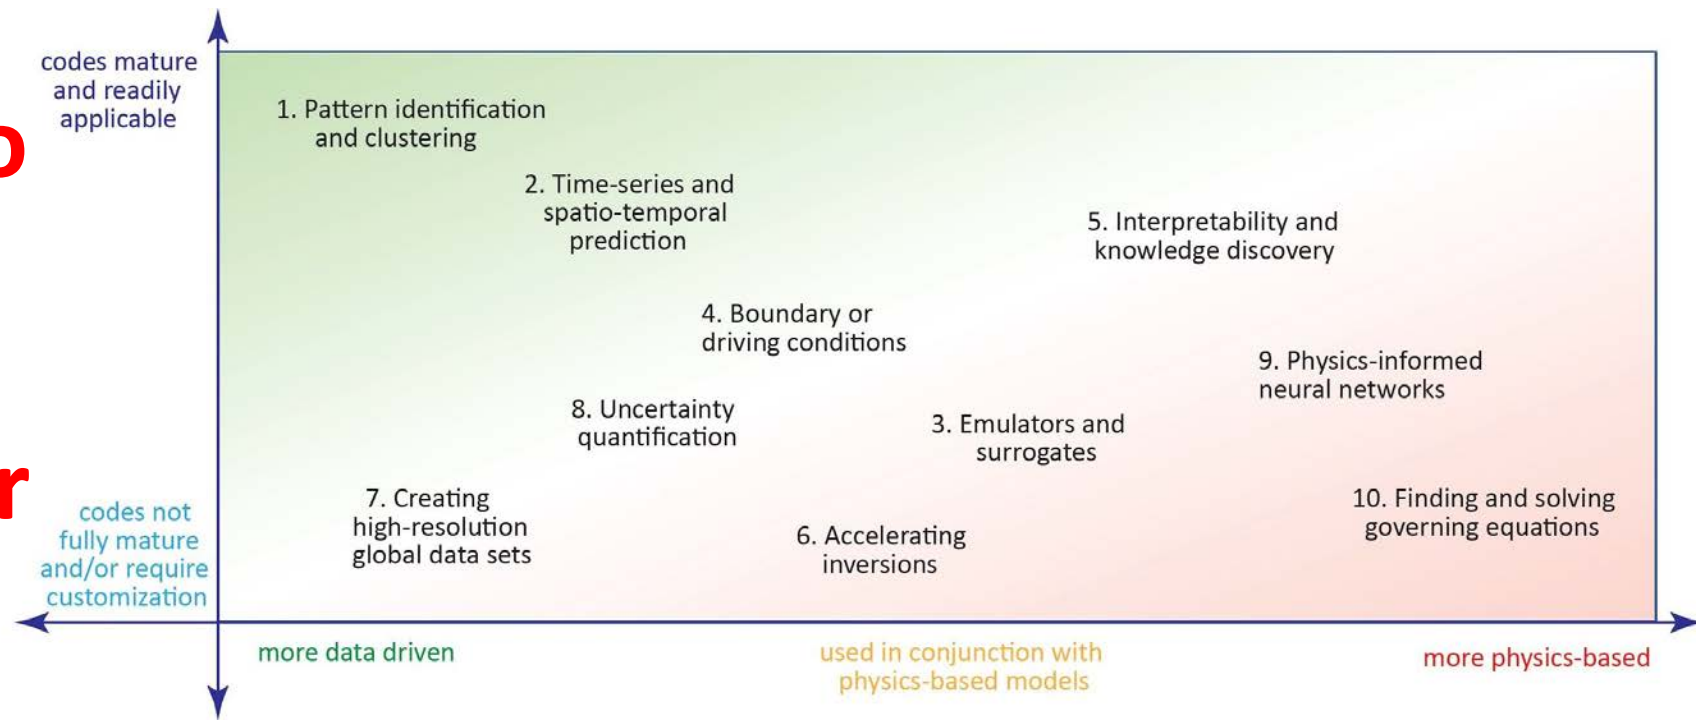 codes mature
and readily
applicable
o
1. Pattern identification
and clustering
2. Time-series and
spatio-temporal
prediction
5. Interpretability and
knowledge discovery
4. Boundary or
driving conditions
9. Physics-informed
neural networks
8. Uncertainty
quantification
3. Emulators and
surrogates
r
7. Creating
high-resolution
global data sets
6. Accelerating
inversions
10. Finding and solving
governing equations
codes not
fully mature
and/or require
customization
more data driven
used in conjunction with
physics-based models
more physics-based